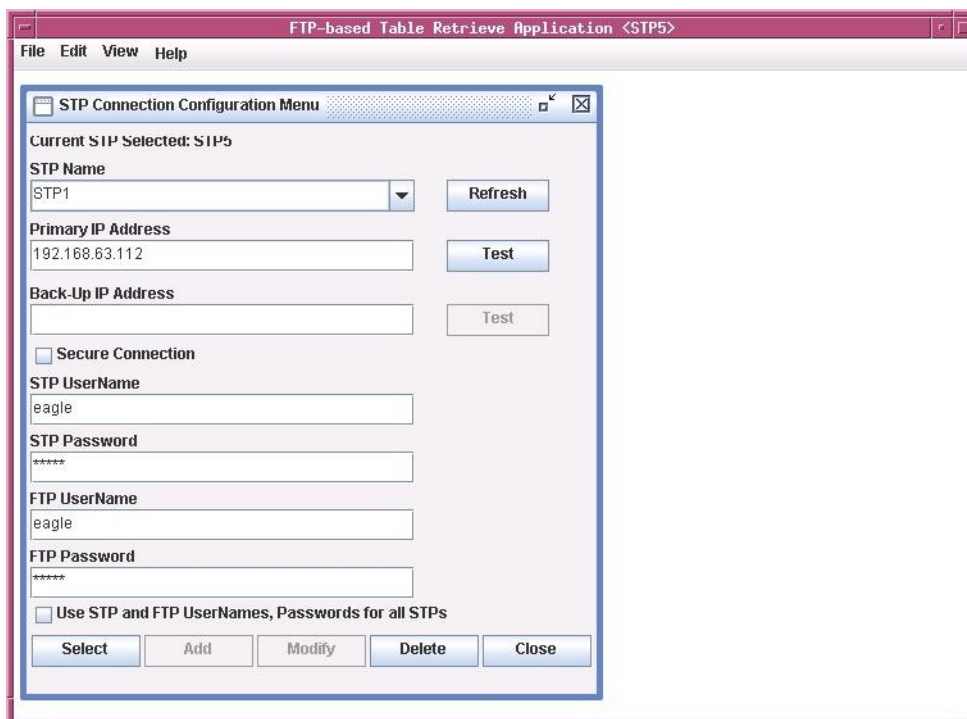 FTP-based Table Retrieve Application <STP5>
File Edit View Help
STP Connection Configuration Menu
Current STP Selected: STP5
STP Name
STP1
Refresh
Primary IP Address
192.168.63.112
Test
Back-Up IP Address
Test
Secure Connection
STP UserName
eagle
STP Password
*****
FTP UserName
eagle
FTP Password
*****
Use STP and FTP UserNames, Passwords for all STPs
Select Add Modify Delete Close